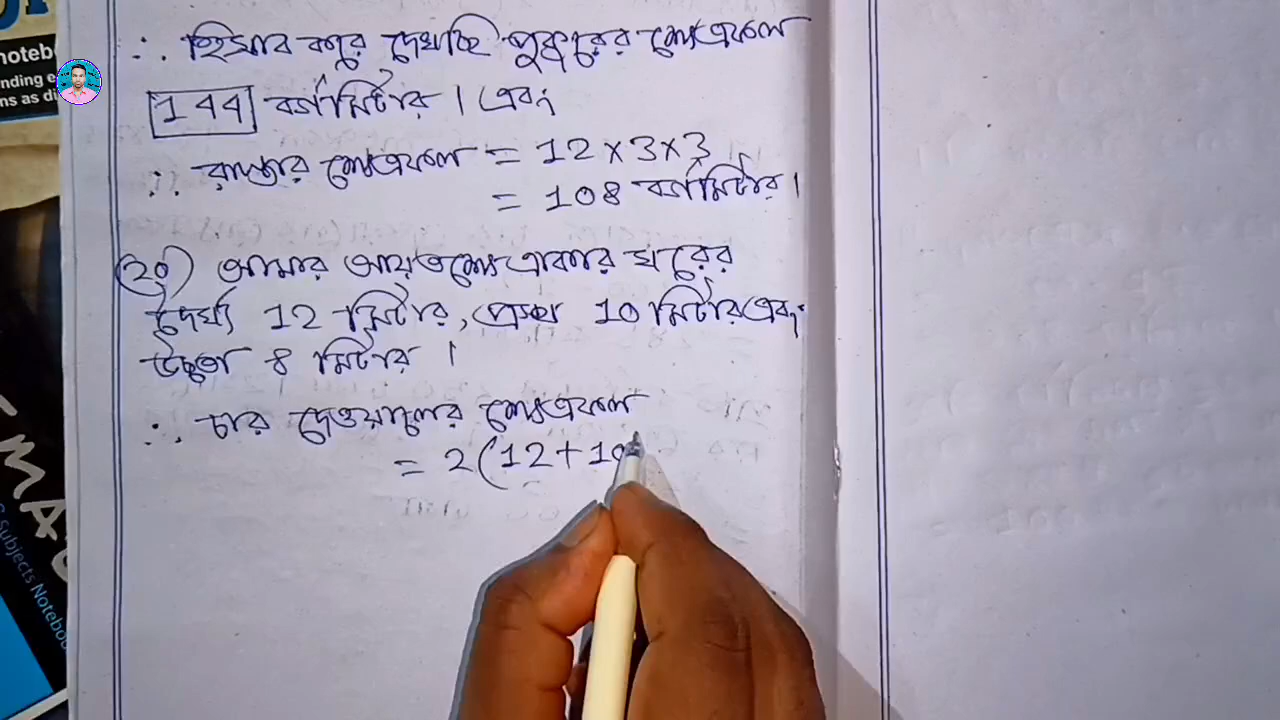 noteb
nding e
ns as di
∴ হিসাব করে দেখছি পুকুরের ক্ষেত্রফল
144 বর্গমিটার। এবং
∴ রাস্তার ক্ষেত্রফল = 12 × 3 × 3
= 108 বর্গমিটার।
(20) আমার আয়তক্ষেত্রাকার ঘরের
দৈর্ঘ্য 12 মিটার, প্রস্থ 10 মিটার এবং
উচ্চতা 8 মিটার।
∴ চার দেওয়ালের ক্ষেত্রফল
= 2(12+10
Subjects Notebo